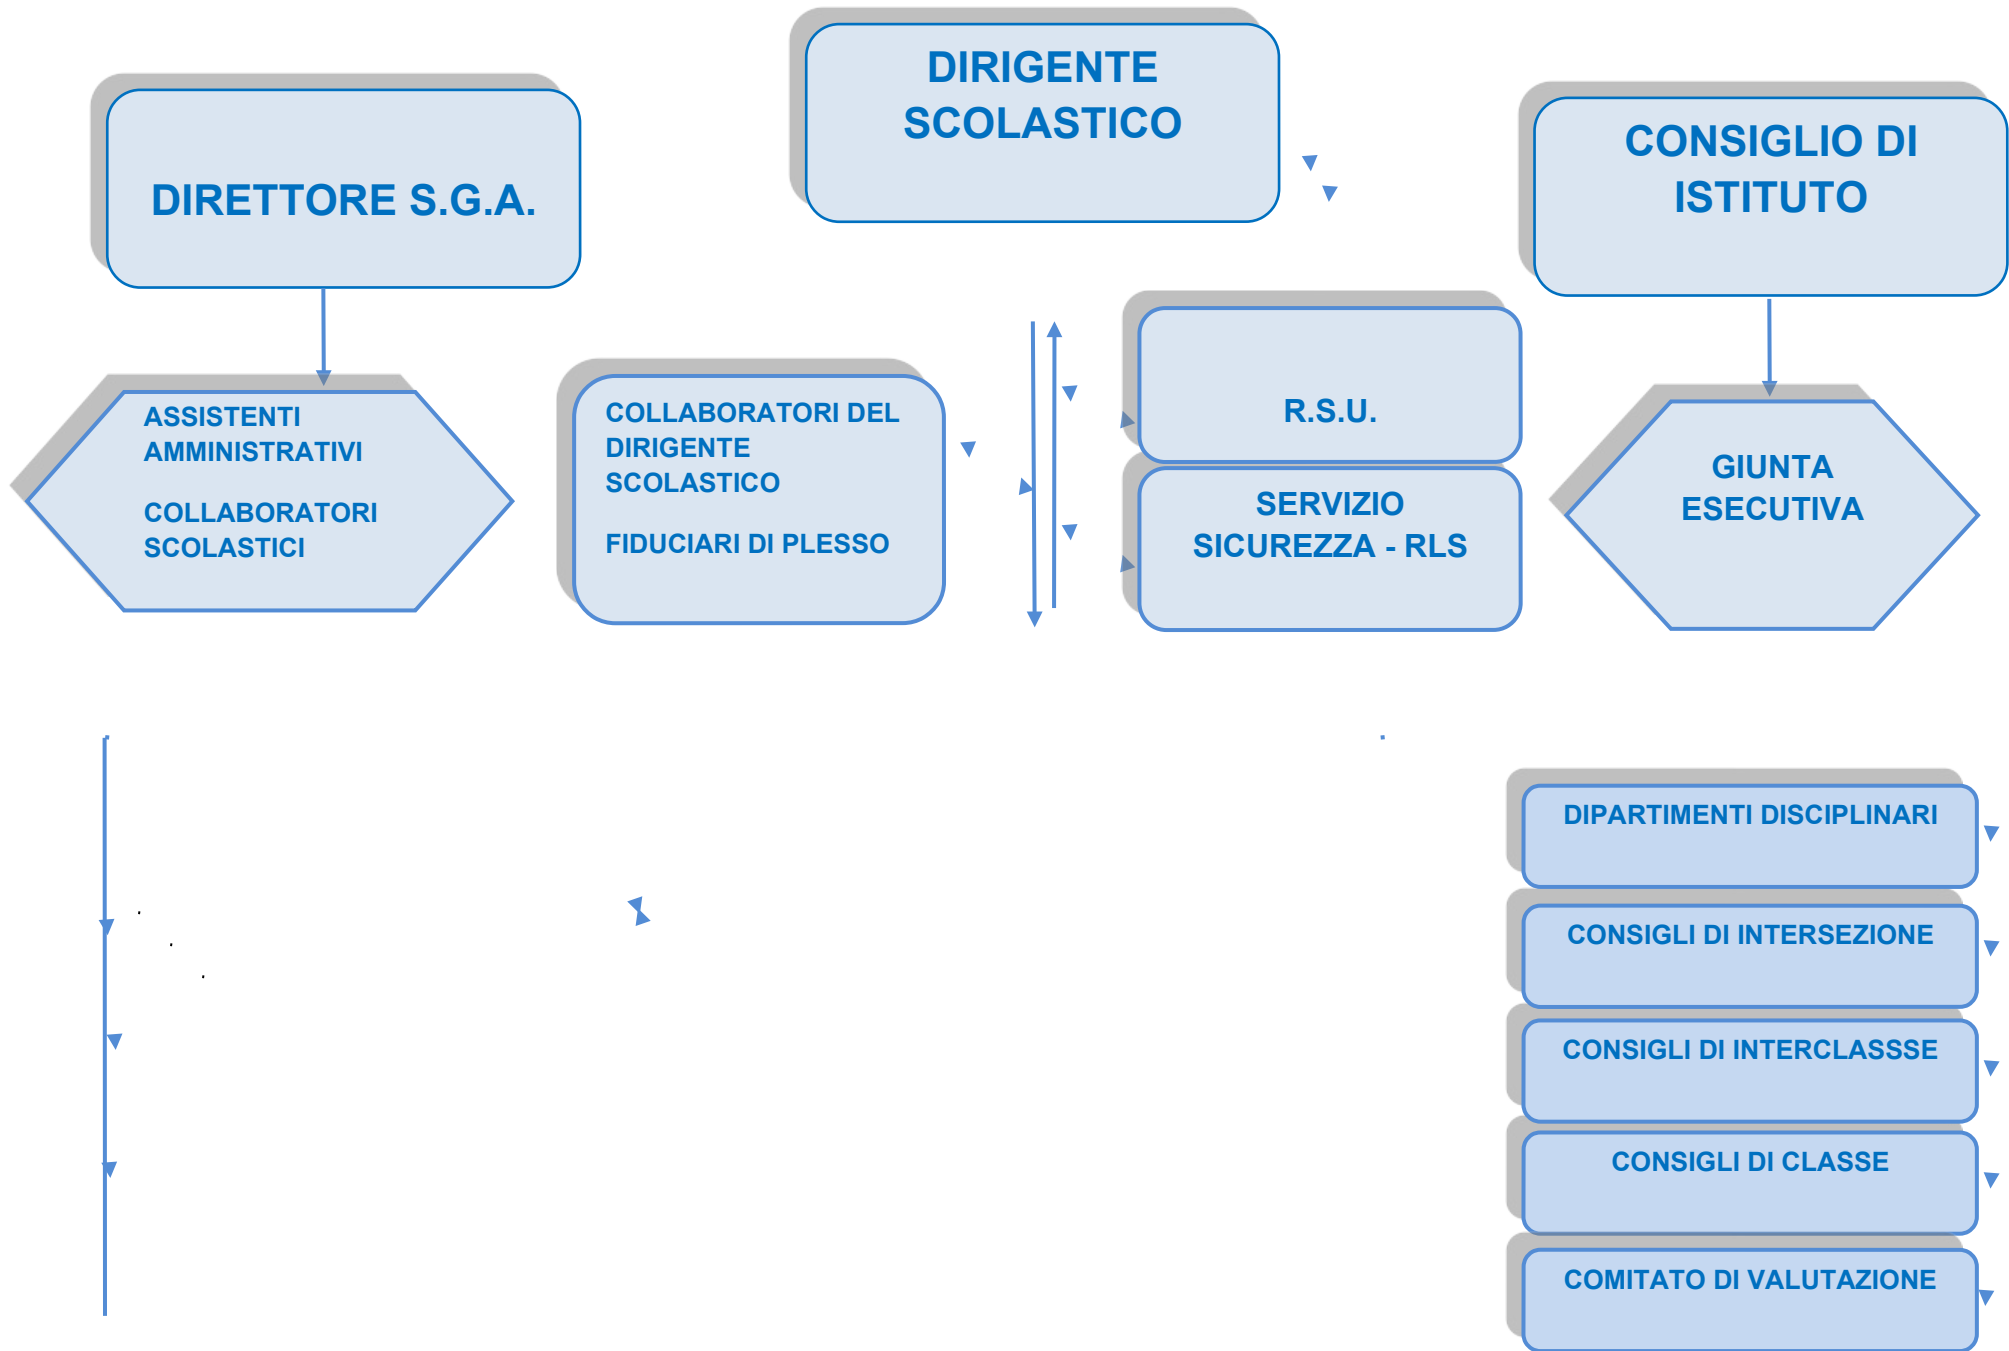 DIRIGENTE
SCOLASTICO
DIRETTORE S.G.A.
CONSIGLIO DI
ISTITUTO
ASSISTENTI
AMMINISTRATIVI
COLLABORATORI
SCOLASTICI
COLLABORATORI DEL
DIRIGENTE
SCOLASTICO
FIDUCIARI DI PLESSO
R.S.U.
SERVIZIO
SICUREZZA - RLS
GIUNTA
ESECUTIVA
DIPARTIMENTI DISCIPLINARI
CONSIGLI DI INTERSEZIONE
CONSIGLI DI INTERCLASSSE
CONSIGLI DI CLASSE
COMITATO DI VALUTAZIONE